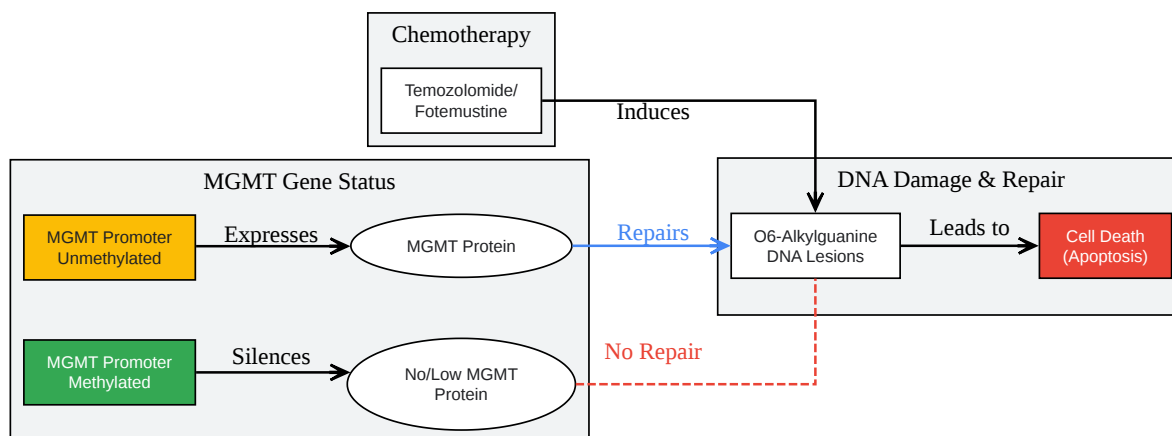 Chemotherapy
Temozolomide/
Fotemustine
Induces
MGMT Gene Status
MGMT Promoter
Unmethylated
Expresses
MGMT Protein
Repairs
MGMT Promoter
Methylated
Silences
No/Low MGMT
Protein
No Repair
DNA Damage & Repair
O6-Alkylguanine
DNA Lesions
Leads to
Cell Death
(Apoptosis)